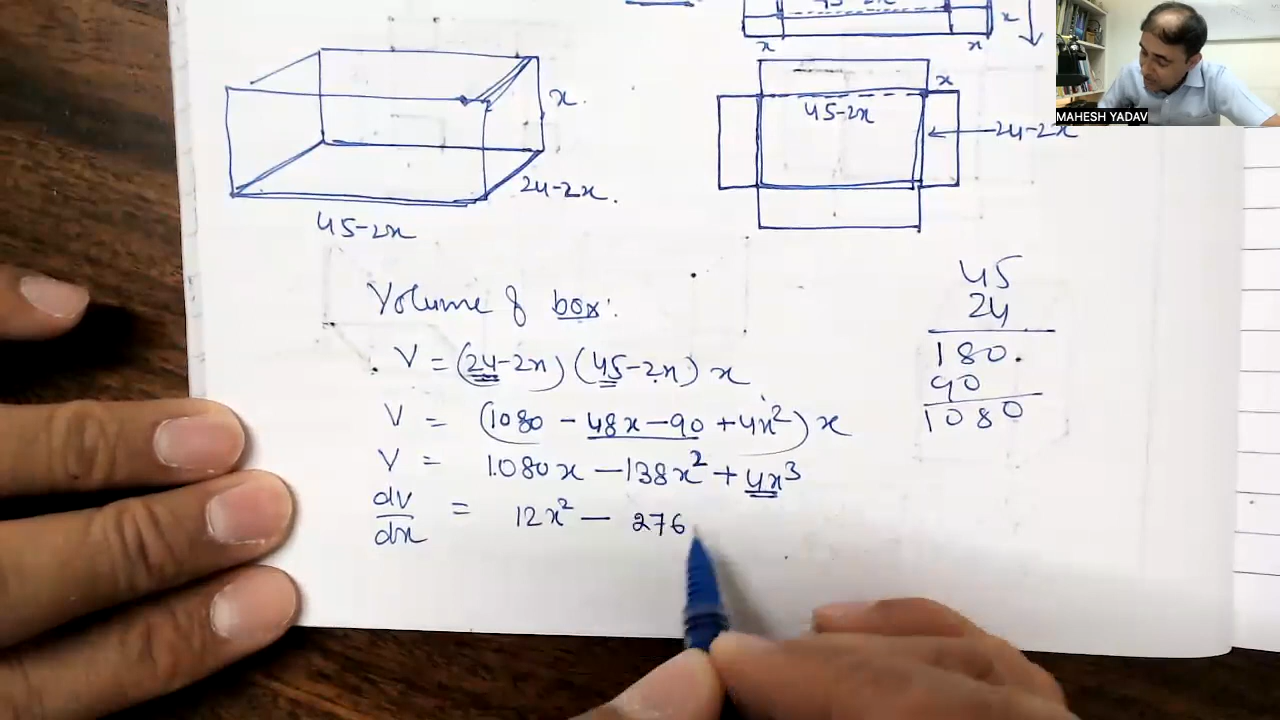 45-2x
x
x
x
x
x
45-2x
24-2x
x.
24-2x.
45-2x
MAHESH YADAV
Volume of box:
V = (24-2x) (45-2x) x
V = (1080 - 48x - 90 + 4x²) x
V = 1080x - 138x² + 4x³
dv/dx = 12x² - 276
45
24
180.
90
1080